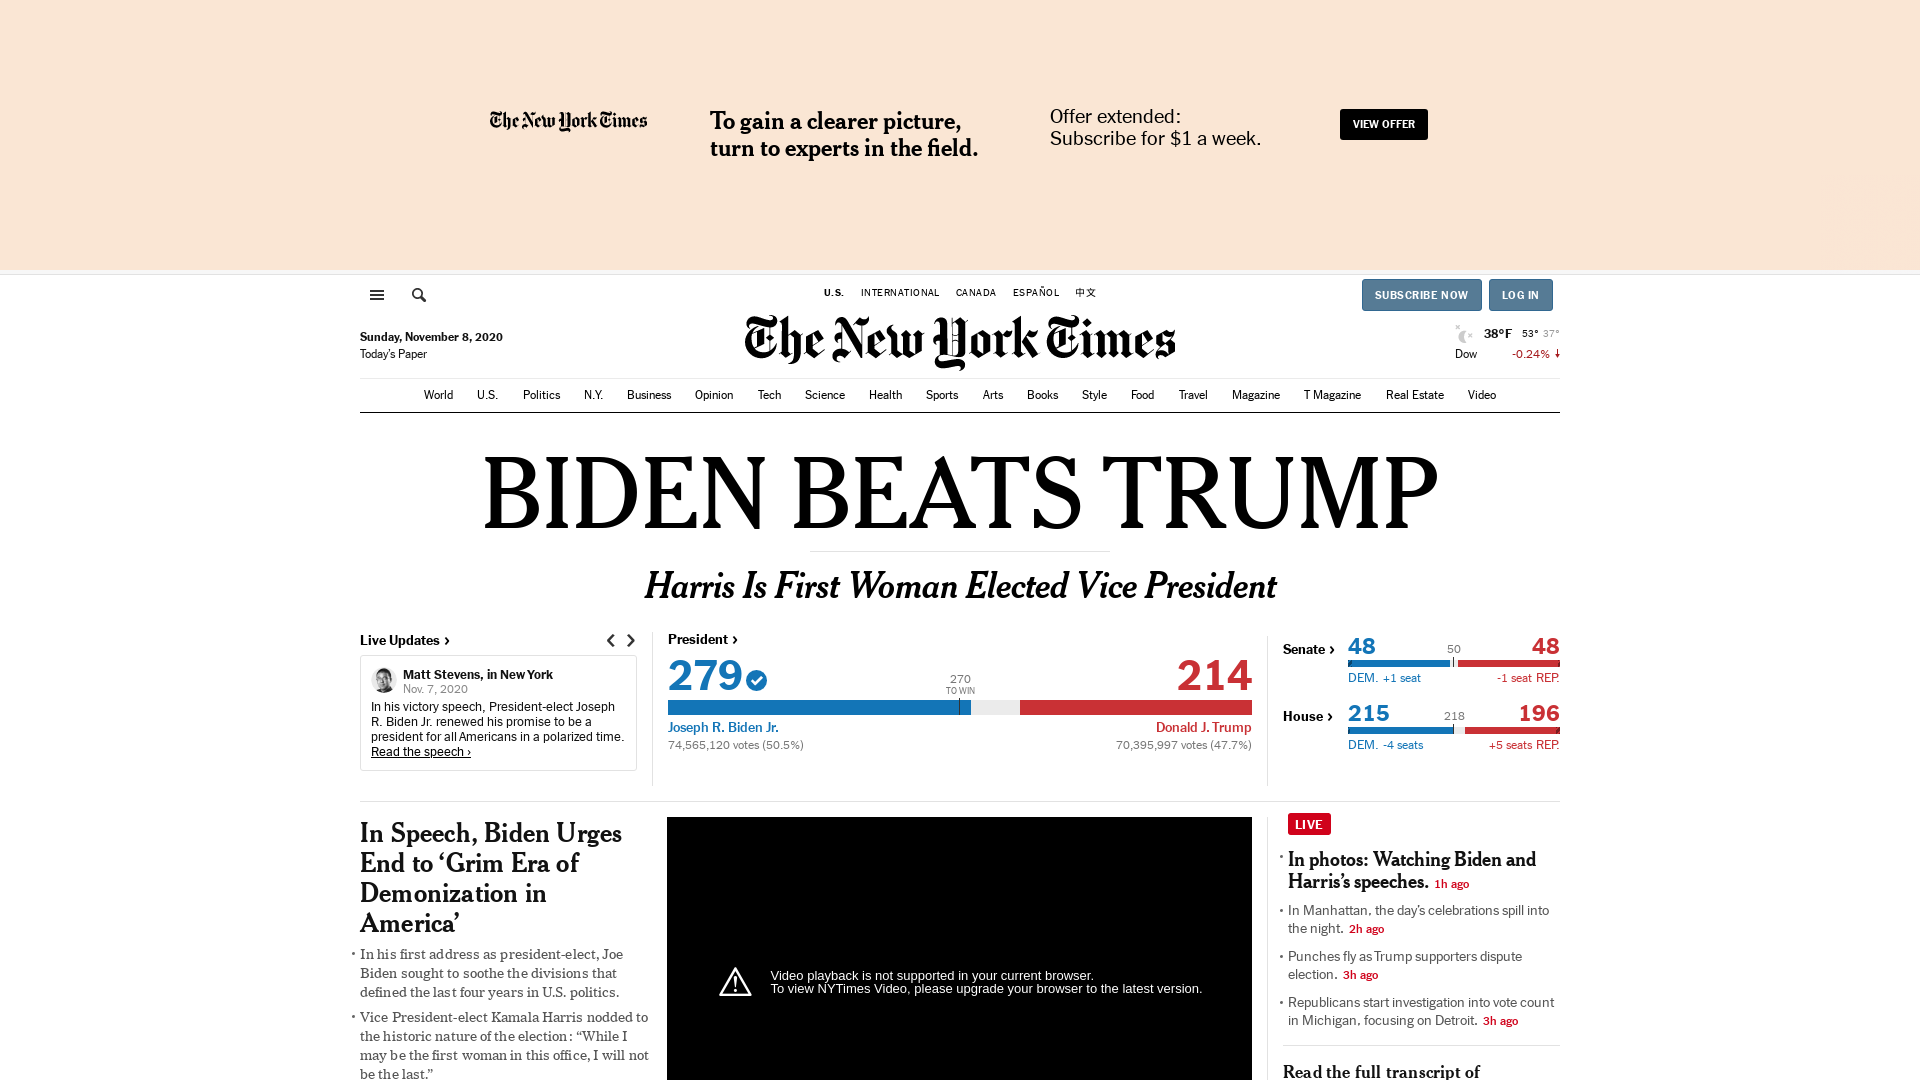 The New York Times
To gain a clearer picture,
turn to experts in the field.
Offer extended:
Subscribe for $1 a week.
VIEW OFFER
U.S. INTERNATIONAL CANADA ESPAÑOL 中文
SUBSCRIBE NOW LOG IN
Sunday, November 8, 2020
Today's Paper
The New York Times
38°F 53° 37°
Dow -0.24%
World U.S. Politics N.Y. Business Opinion Tech Science Health Sports Arts Books Style Food Travel Magazine T Magazine Real Estate Video
BIDEN BEATS TRUMP
Harris Is First Woman Elected Vice President
Live Updates ›
Matt Stevens, in New York
Nov. 7, 2020
In his victory speech, President-elect Joseph
R. Biden Jr. renewed his promise to be a
president for all Americans in a polarized time.
Read the speech ›
President ›
279 214
270
TO WIN
Joseph R. Biden Jr. Donald J. Trump
74,565,120 votes (50.5%) 70,395,997 votes (47.7%)
Senate › 48 50 48
DEM. +1 seat -1 seat REP.
House › 215 218 196
DEM. -4 seats +5 seats REP.
In Speech, Biden Urges
End to ‘Grim Era of
Demonization in
America’
In his first address as president-elect, Joe
Biden sought to soothe the divisions that
defined the last four years in U.S. politics.
Vice President-elect Kamala Harris nodded to
the historic nature of the election: “While I
may be the first woman in this office, I will not
be the last.”
Video playback is not supported in your current browser.
To view NYTimes Video, please upgrade your browser to the latest version.
LIVE
In photos: Watching Biden and
Harris’s speeches. 1h ago
In Manhattan, the day’s celebrations spill into
the night. 2h ago
Punches fly as Trump supporters dispute
election. 3h ago
Republicans start investigation into vote count
in Michigan, focusing on Detroit. 3h ago
Read the full transcript of